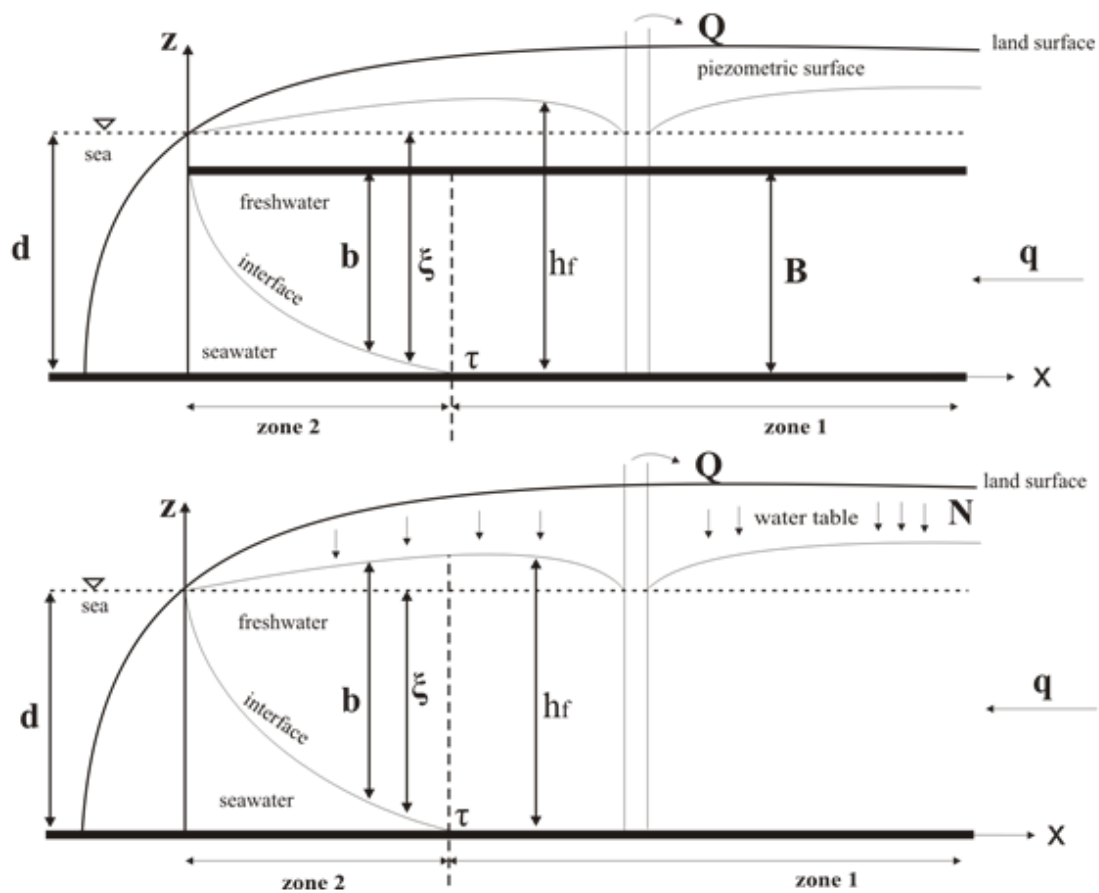 Q
z
land surface
piezometric surface
sea
freshwater
d
b
ξ
hf
B
q
interface
seawater
τ
x
zone 2
zone 1
Q
land surface
z
water table
N
sea
freshwater
d
b
ξ
hf
q
interface
seawater
τ
x
zone 2
zone 1